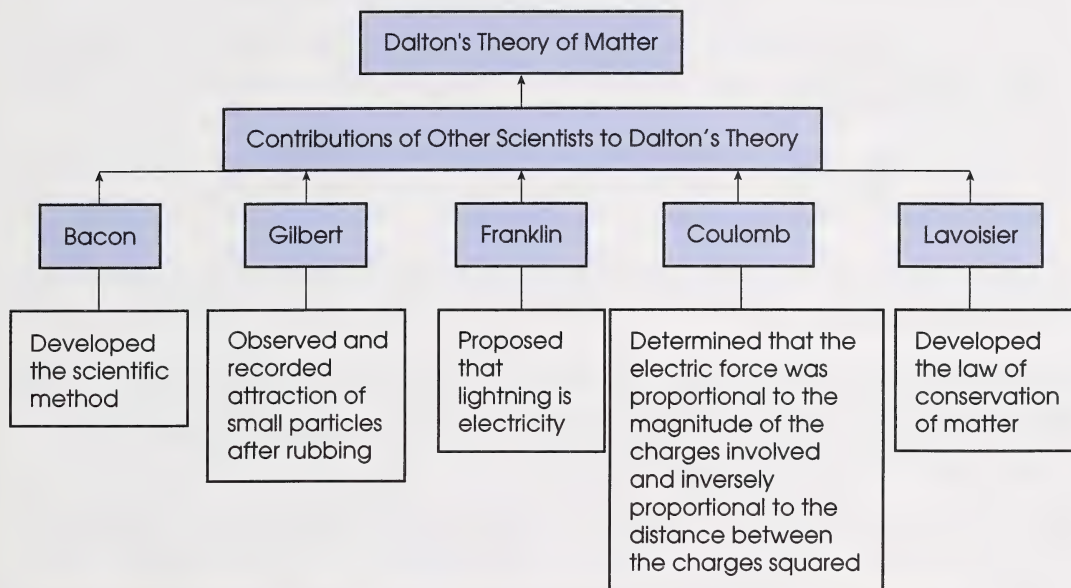 Dalton's Theory of Matter
Contributions of Other Scientists to Dalton's Theory
Bacon
Gilbert
Franklin
Coulomb
Lavoisier
Developed
the scientific
method
Observed and
recorded
attraction of
small particles
after rubbing
Proposed
that
lightning is
electricity
Determined that the
electric force was
proportional to the
magnitude of the
charges involved
and inversely
proportional to the
distance between
the charges squared
Developed
the law of
conservation
of matter